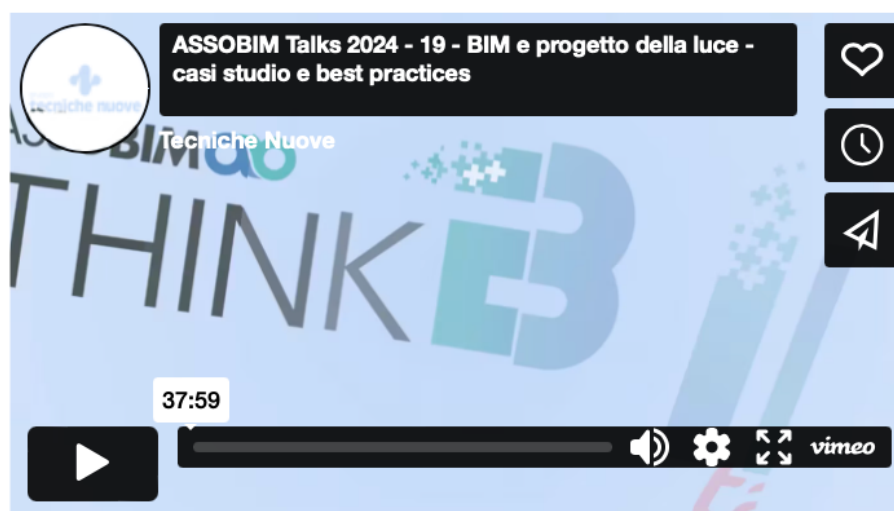 ASSOBIM Talks 2024 - 19 - BIM e progetto della luce -
casi studio e best practices
tecniche nuove
Tecniche Nuove
ASSOBIM
THINK B
37:59
vimeo